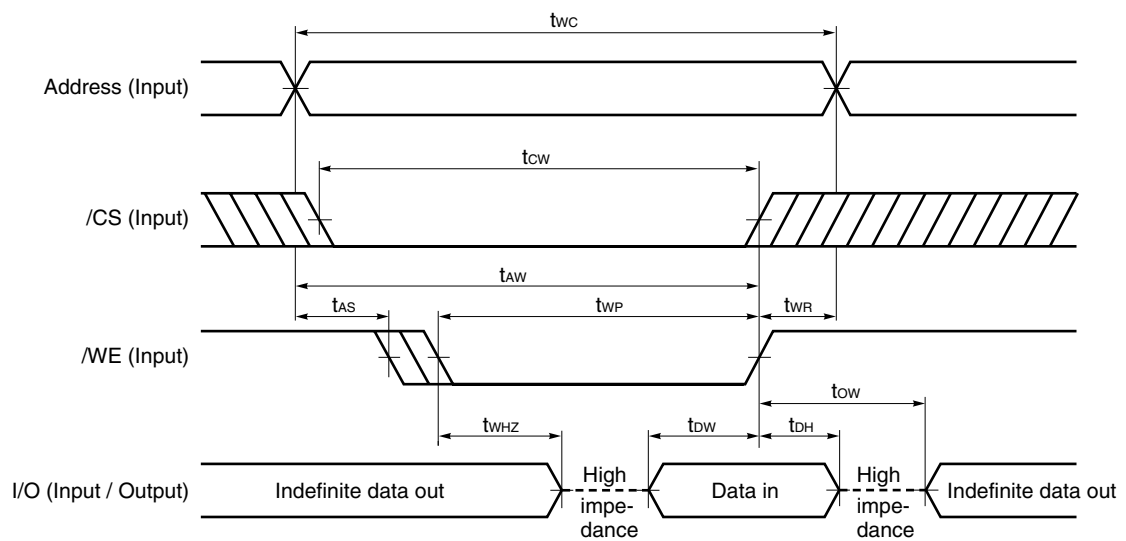 tWC
Address (Input)
tCW
/CS (Input)
tAW
tAS
tWP
tWR
/WE (Input)
tOW
tWHZ
tDW
tDH
I/O (Input / Output)
Indefinite data out
High
impe-
dance
Data in
High
impe-
dance
Indefinite data out